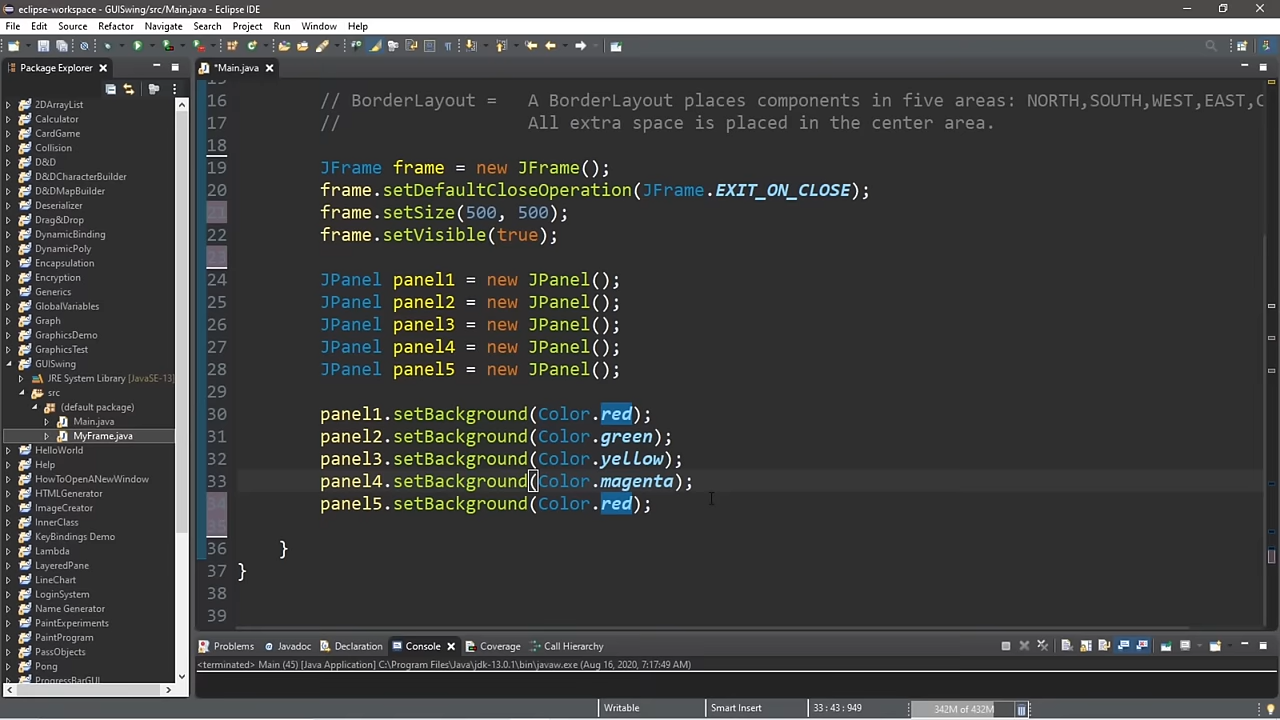 eclipse-workspace - GUISwing/src/Main.java - Eclipse IDE
File Edit Source Refactor Navigate Search Project Run Window Help
Package Explorer
*Main.java
2DArrayList
Calculator
CardGame
Collision
D&D
D&DCharacterBuilder
D&DMapBuilder
Deserializer
Drag&Drop
DynamicBinding
DynamicPoly
Encapsulation
Encryption
Generics
GlobalVariables
Graph
GraphicsDemo
GraphicsTest
GUISwing
JRE System Library [JavaSE-13]
src
(default package)
Main.java
MyFrame.java
HelloWorld
Help
HowToOpenANewWindow
HTMLGenerator
ImageCreator
InnerClass
KeyBindings Demo
Lambda
LayeredPane
LineChart
LoginSystem
Name Generator
PaintExperiments
PaintProgram
PassObjects
Pong
ProgressBarGUI
16 // BorderLayout = A BorderLayout places components in five areas: NORTH,SOUTH,WEST,EAST,C
17 // All extra space is placed in the center area.
18
19 JFrame frame = new JFrame();
20 frame.setDefaultCloseOperation(JFrame.EXIT_ON_CLOSE);
21 frame.setSize(500, 500);
22 frame.setVisible(true);
23
24 JPanel panel1 = new JPanel();
25 JPanel panel2 = new JPanel();
26 JPanel panel3 = new JPanel();
27 JPanel panel4 = new JPanel();
28 JPanel panel5 = new JPanel();
29
30 panel1.setBackground(Color.red);
31 panel2.setBackground(Color.green);
32 panel3.setBackground(Color.yellow);
33 panel4.setBackground(Color.magenta);
34 panel5.setBackground(Color.red);
35
36 }
37 }
38
39
Problems Javadoc Declaration Console Coverage Call Hierarchy
<terminated> Main (45) [Java Application] C:\Program Files\Java\jdk-13.0.1\bin\javaw.exe (Aug 16, 2020, 7:17:49 AM)
Writable Smart Insert 33 : 43 : 949 342M of 432M